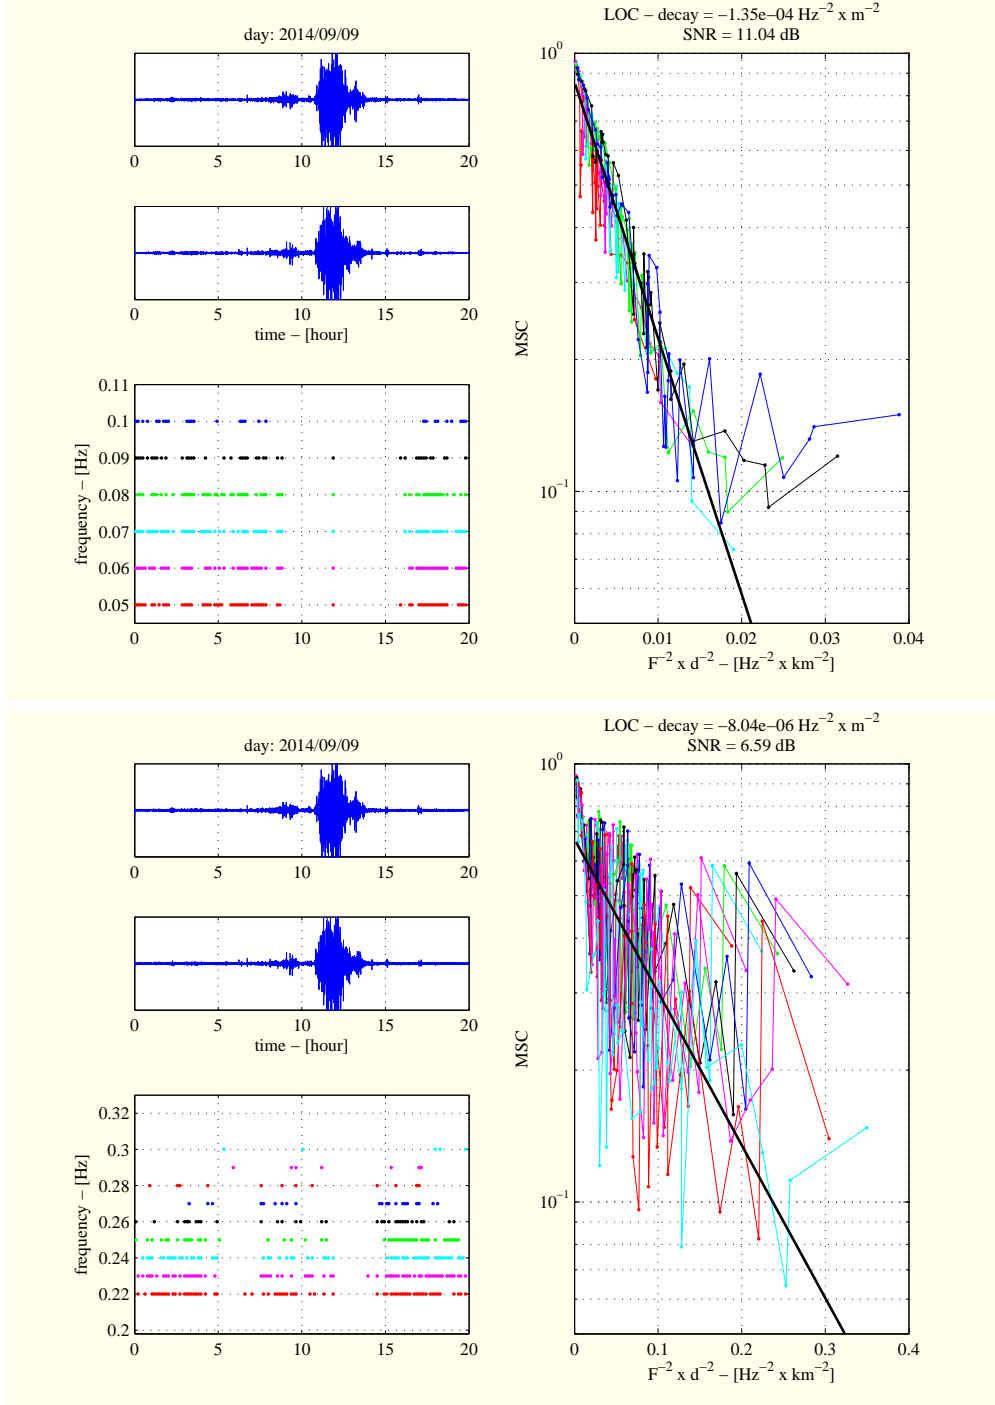 LOC − decay = −1.35e−04 Hz⁻² x m⁻²
SNR = 11.04 dB
day: 2014/09/09
0 5 10 15 20
0 5 10 15 20
time − [hour]
0.11
0.1
0.09
0.08
0.07
0.06
0.05
frequency − [Hz]
0 5 10 15 20
10⁰
10⁻¹
MSC
0 0.01 0.02 0.03 0.04
F⁻² x d⁻² − [Hz⁻² x km⁻²]
LOC − decay = −8.04e−06 Hz⁻² x m⁻²
SNR = 6.59 dB
day: 2014/09/09
0 5 10 15 20
0 5 10 15 20
time − [hour]
0.32
0.3
0.28
0.26
0.24
0.22
0.2
frequency − [Hz]
0 5 10 15 20
10⁰
10⁻¹
MSC
0 0.1 0.2 0.3 0.4
F⁻² x d⁻² − [Hz⁻² x km⁻²]